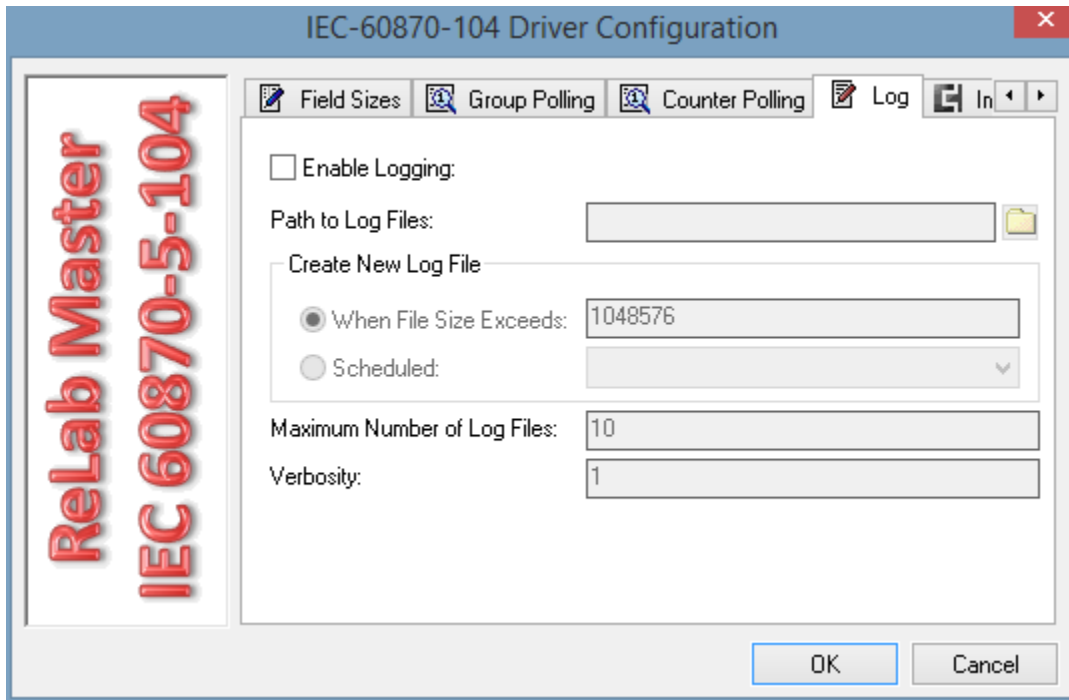 IEC-60870-104 Driver Configuration
ReLab Master
IEC 60870-5-104
Field Sizes
Group Polling
Counter Polling
Log
In
Enable Logging:
Path to Log Files:
Create New Log File
When File Size Exceeds: 1048576
Scheduled:
Maximum Number of Log Files: 10
Verbosity: 1
OK
Cancel